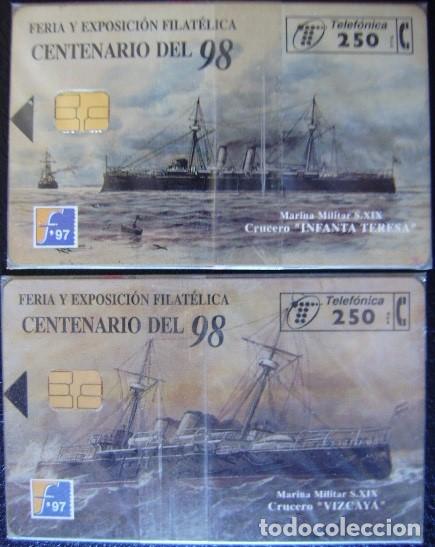 FERIA Y EXPOSICIÓN FILATÉLICA
CENTENARIO DEL 98
Telefónica
250
Marina Militar S.XIX
Crucero "INFANTA TERESA"
f*97
FERIA Y EXPOSICIÓN FILATÉLICA
CENTENARIO DEL 98
Telefónica
250
Marina Militar S.XIX
Crucero "VIZCAYA"
f*97
todocoleccion.net